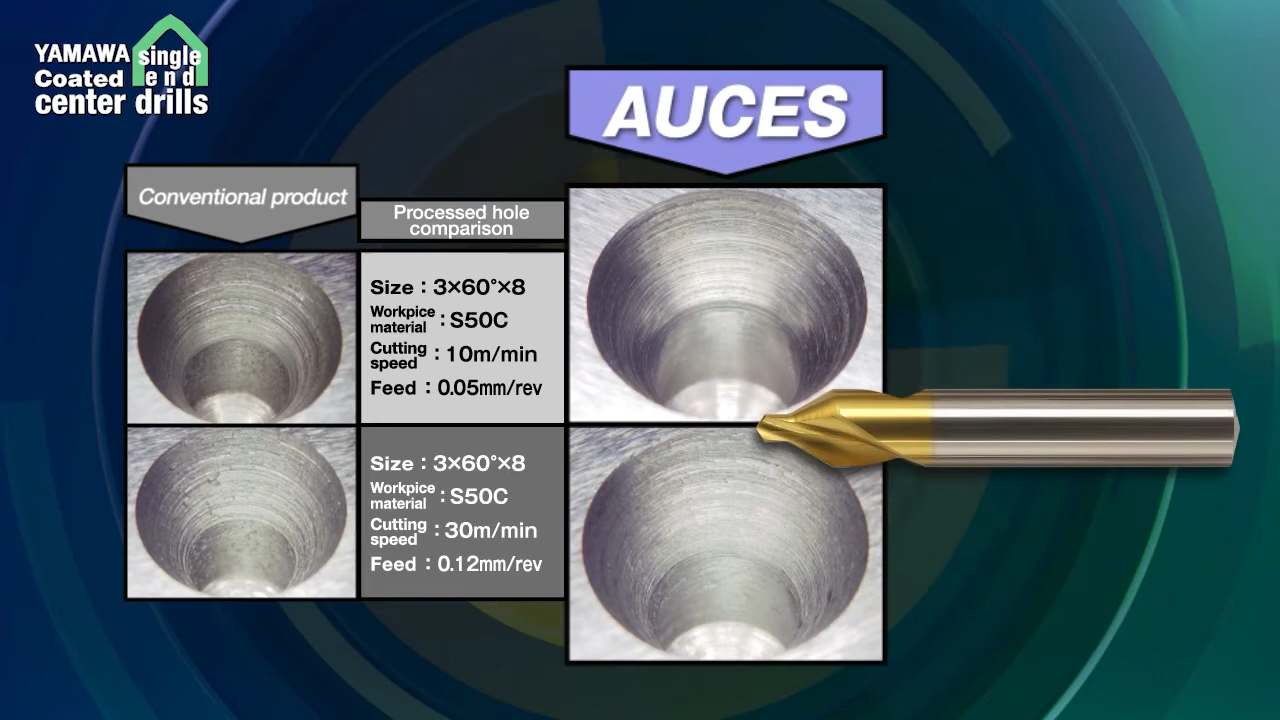 YAMAWA single
Coated end
center drills
AUCES
Conventional product
Processed hole
comparison
Size : 3×60°×8
Workpice
material : S50C
Cutting
speed : 10m/min
Feed : 0.05mm/rev
Size : 3×60°×8
Workpice
material : S50C
Cutting
speed : 30m/min
Feed : 0.12mm/rev